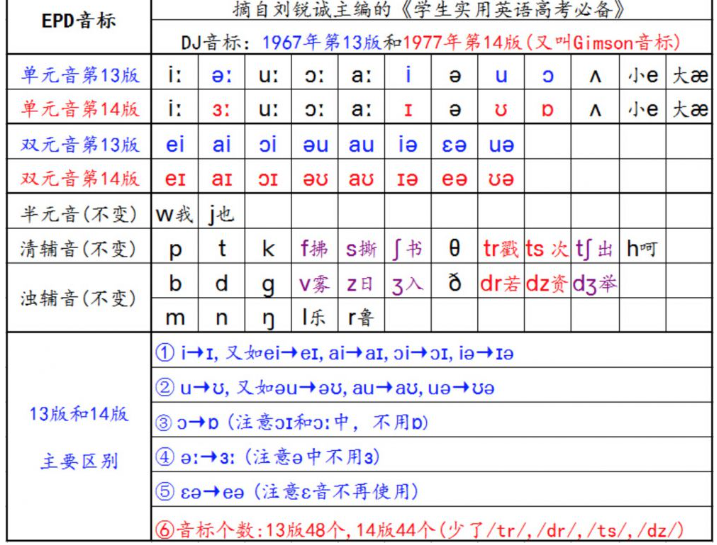 EPD音标 摘自刘锐诚主编的《学生实用英语高考必备》
DJ音标: 1967年第13版和1977年第14版(又叫Gimson音标)
单元音第13版 iː əː uː ɔː aː i ə u ɔ ʌ 小e 大æ
单元音第14版 iː ɜː uː ɔː aː ɪ ə ʊ ɒ ʌ 小e 大æ
双元音第13版 ei ai ɔi əu au iə ɛə uə
双元音第14版 eɪ aɪ ɔɪ əʊ aʊ ɪə eə ʊə
半元音(不变) w我 j也
清辅音(不变) p t k f拂 s撕 ʃ书 θ tr戳 ts次 tʃ出 h呵
浊辅音(不变) b d g v雾 z日 ʒ入 ð dr若 dz资 dʒ举
m n ŋ l乐 r鲁
13版和14版
主要区别
① i→ɪ, 又如ei→eɪ, ai→aɪ, ɔi→ɔɪ, iə→ɪə
② u→ʊ, 又如əu→əʊ, au→aʊ, uə→ʊə
③ ɔ→ɒ (注意ɔɪ和ɔː中, 不用ɒ)
④ əː→ɜː (注意ə中不用ɜ)
⑤ ɛə→eə (注意ɛ音不再使用)
⑥音标个数:13版48个,14版44个(少了/tr/,/dr/,/ts/,/dz/)